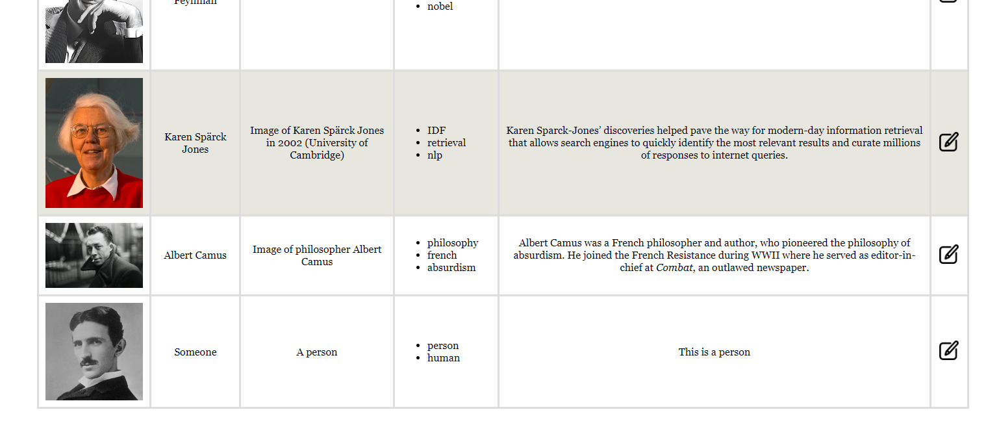 Feynman
nobel
Karen Spärck
Jones
Image of Karen Spärck Jones
in 2002 (University of
Cambridge)
IDF
retrieval
nlp
Karen Sparck-Jones’ discoveries helped pave the way for modern-day information retrieval
that allows search engines to quickly identify the most relevant results and curate millions
of responses to internet queries.
Albert Camus
Image of philosopher Albert
Camus
philosophy
french
absurdism
Albert Camus was a French philosopher and author, who pioneered the philosophy of
absurdism. He joined the French Resistance during WWII where he served as editor-in-
chief at Combat, an outlawed newspaper.
Someone
A person
person
human
This is a person